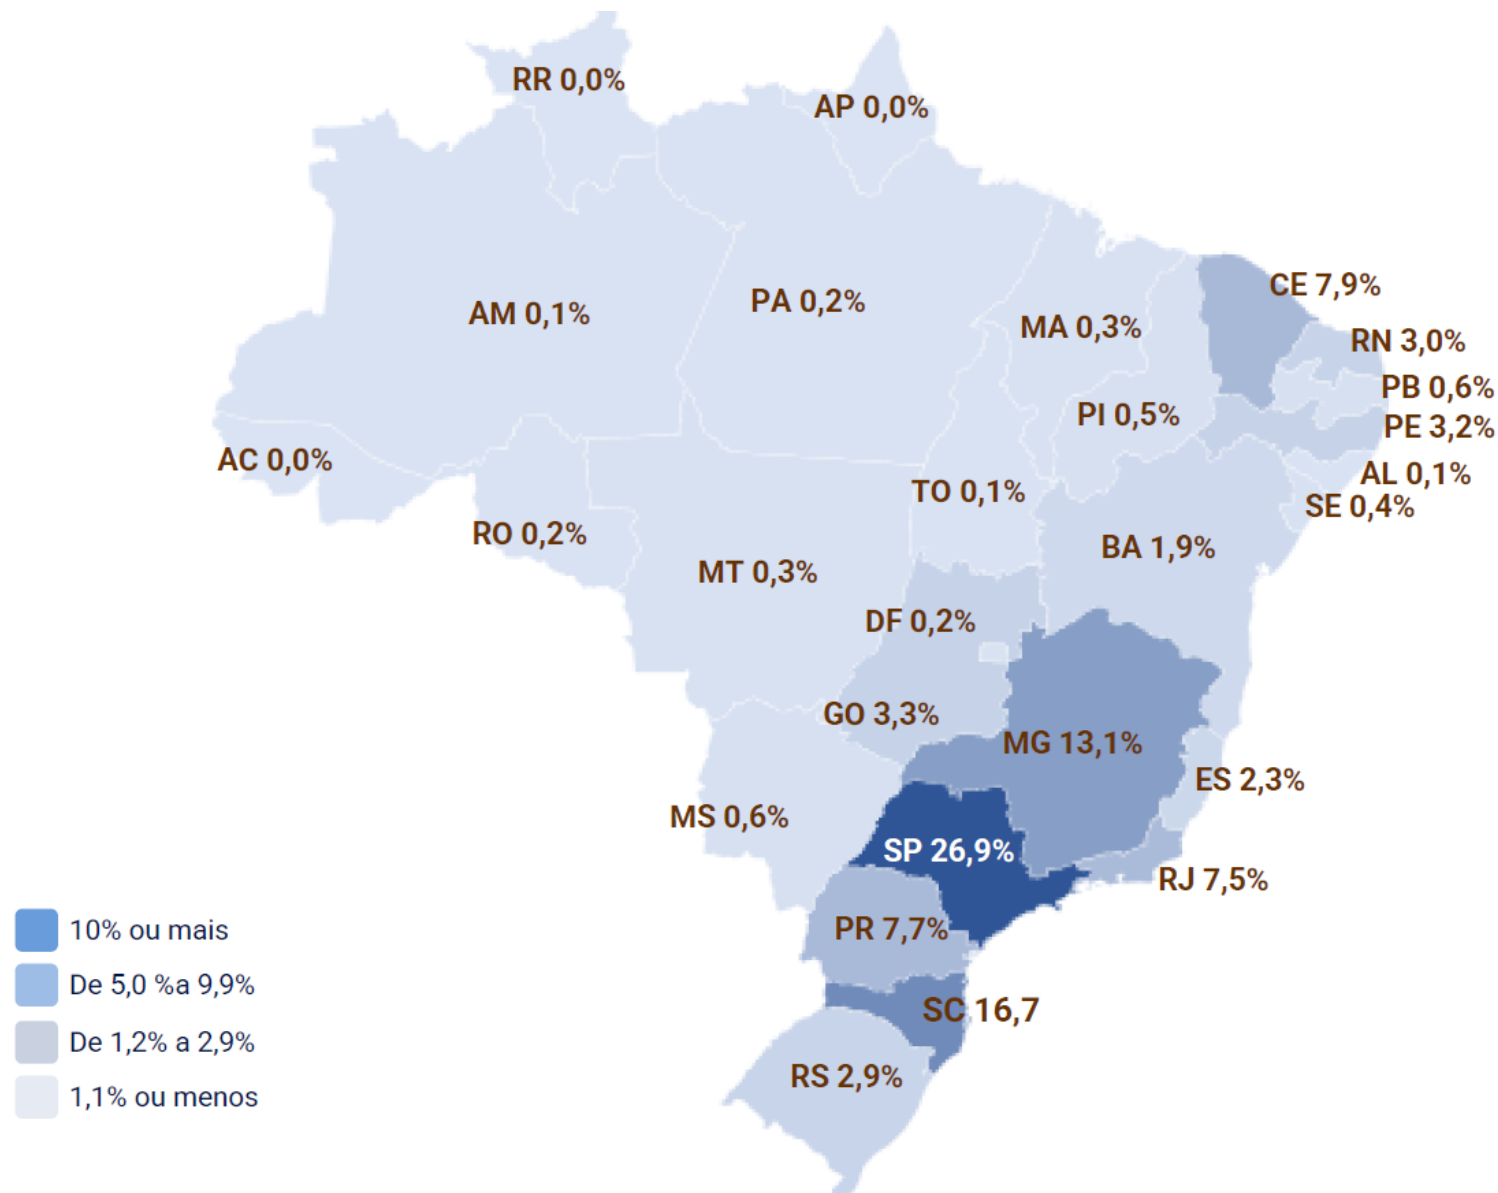 RR 0,0%
AP 0,0%
CE 7,9%
AM 0,1%
PA 0,2%
MA 0,3%
RN 3,0%
PB 0,6%
PI 0,5%
PE 3,2%
AC 0,0%
AL 0,1%
TO 0,1%
SE 0,4%
RO 0,2%
BA 1,9%
MT 0,3%
DF 0,2%
GO 3,3%
MG 13,1%
ES 2,3%
MS 0,6%
SP 26,9%
RJ 7,5%
PR 7,7%
SC 16,7
RS 2,9%
10% ou mais
De 5,0 %a 9,9%
De 1,2% a 2,9%
1,1% ou menos